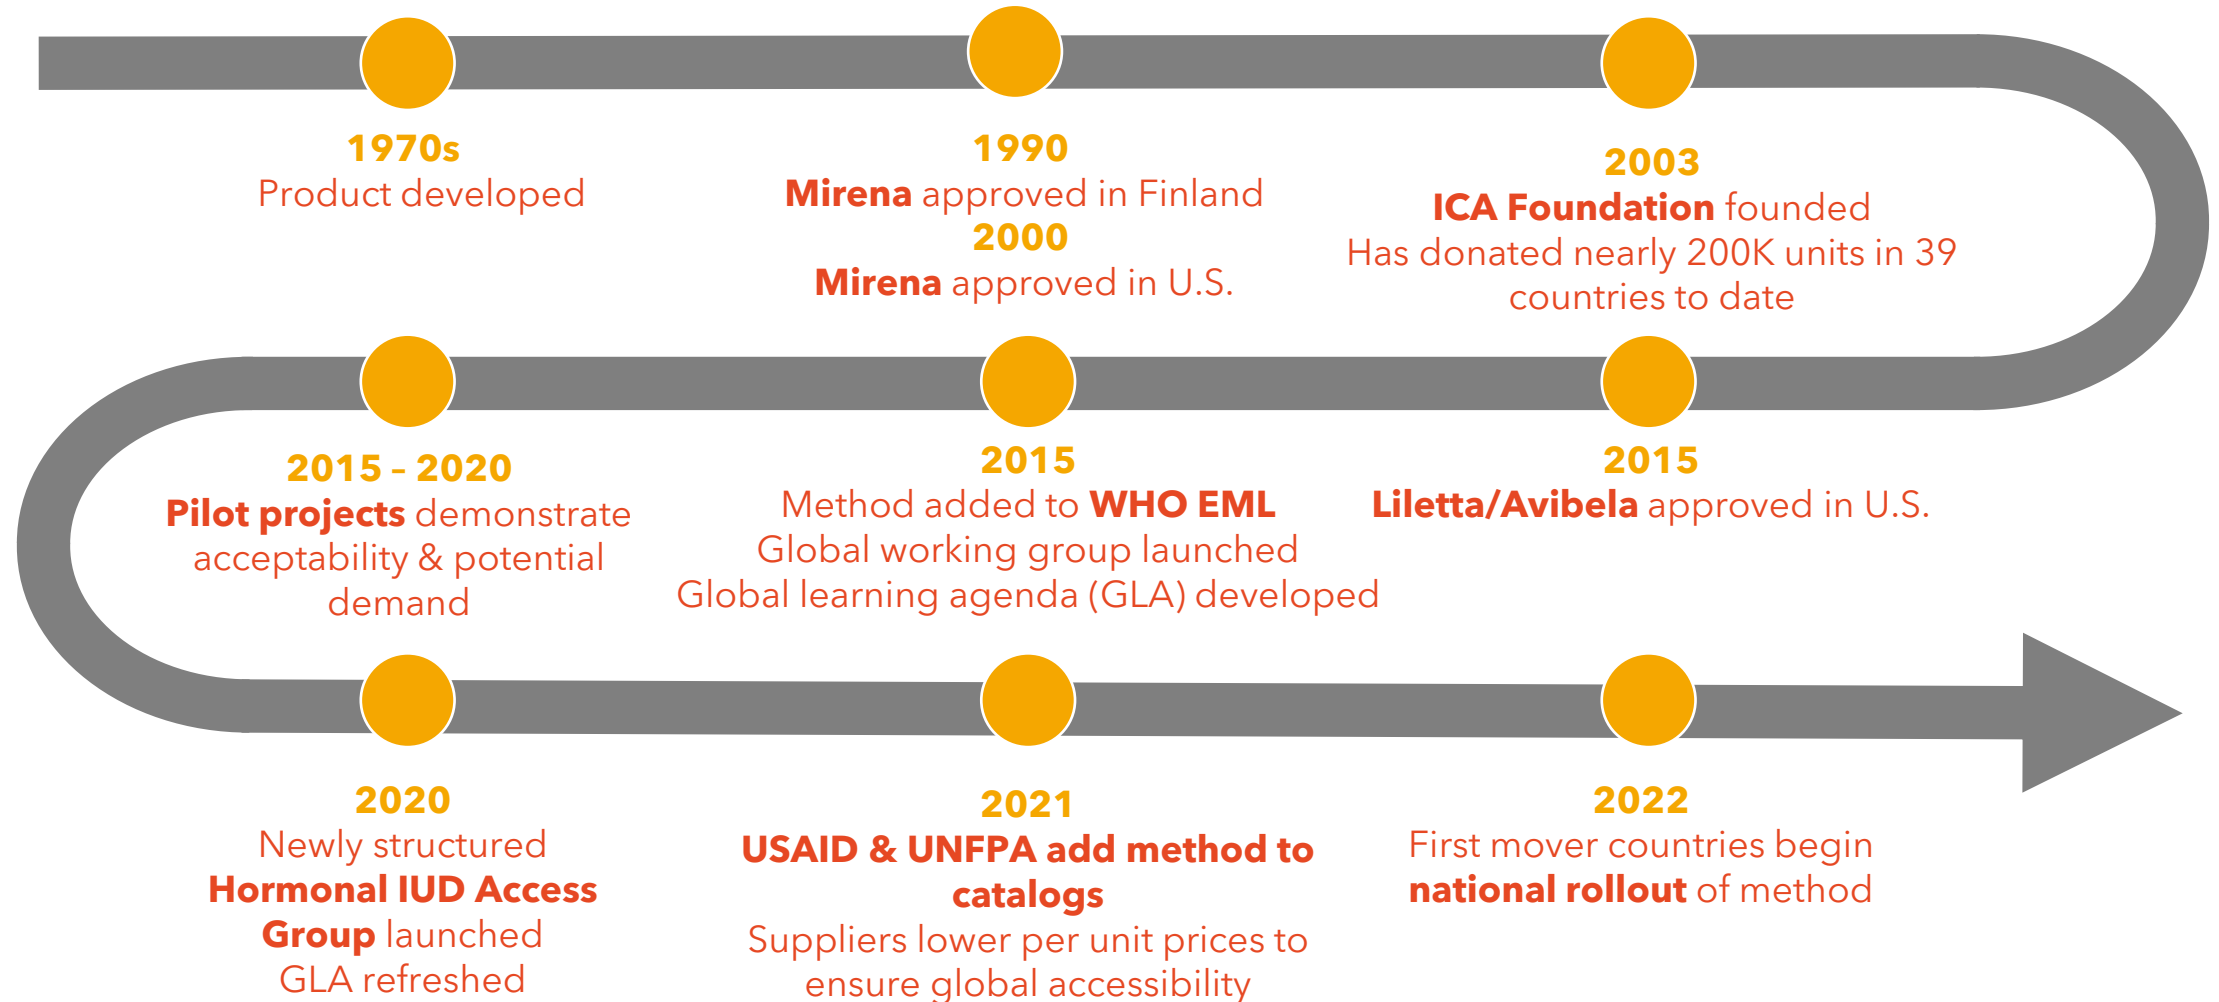 1970s
Product developed
1990
Mirena approved in Finland
2000
Mirena approved in U.S.
2003
ICA Foundation founded
Has donated nearly 200K units in 39
countries to date
2015
Liletta/Avibela approved in U.S.
2015
Method added to WHO EML
Global working group launched
Global learning agenda (GLA) developed
2015 – 2020
Pilot projects demonstrate
acceptability & potential
demand
2020
Newly structured
Hormonal IUD Access
Group launched
GLA refreshed
2021
USAID & UNFPA add method to
catalogs
Suppliers lower per unit prices to
ensure global accessibility
2022
First mover countries begin
national rollout of method